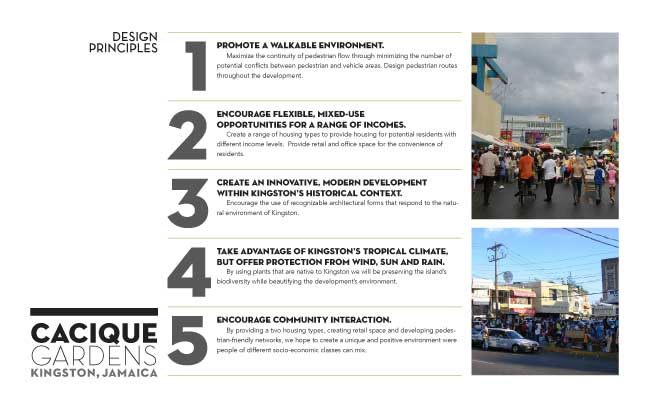 DESIGN
PRINCIPLES
1
PROMOTE A WALKABLE ENVIRONMENT.
Maximize the continuity of pedestrian flow through minimizing the number of
potential conflicts between pedestrian and vehicle areas. Design pedestrian routes
throughout the development.
2
ENCOURAGE FLEXIBLE, MIXED-USE
OPPORTUNITIES FOR A RANGE OF INCOMES.
Create a range of housing types to provide housing for potential residents with
different income levels. Provide retail and office space for the convenience of
residents.
3
CREATE AN INNOVATIVE, MODERN DEVELOPMENT
WITHIN KINGSTON'S HISTORICAL CONTEXT.
Encourage the use of recognizable architectural forms that respond to the natu-
ral environment of Kingston.
4
TAKE ADVANTAGE OF KINGSTON'S TROPICAL CLIMATE,
BUT OFFER PROTECTION FROM WIND, SUN AND RAIN.
By using plants that are native to Kingston we will be preserving the island's
biodiversity while beautifying the development's environment.
5
ENCOURAGE COMMUNITY INTERACTION.
By providing a two housing types, creating retail space and developing pedes-
trian-friendly networks, we hope to create a unique and positive environment were
people of different socio-economic classes can mix.
CACIQUE
GARDENS
KINGSTON, JAMAICA